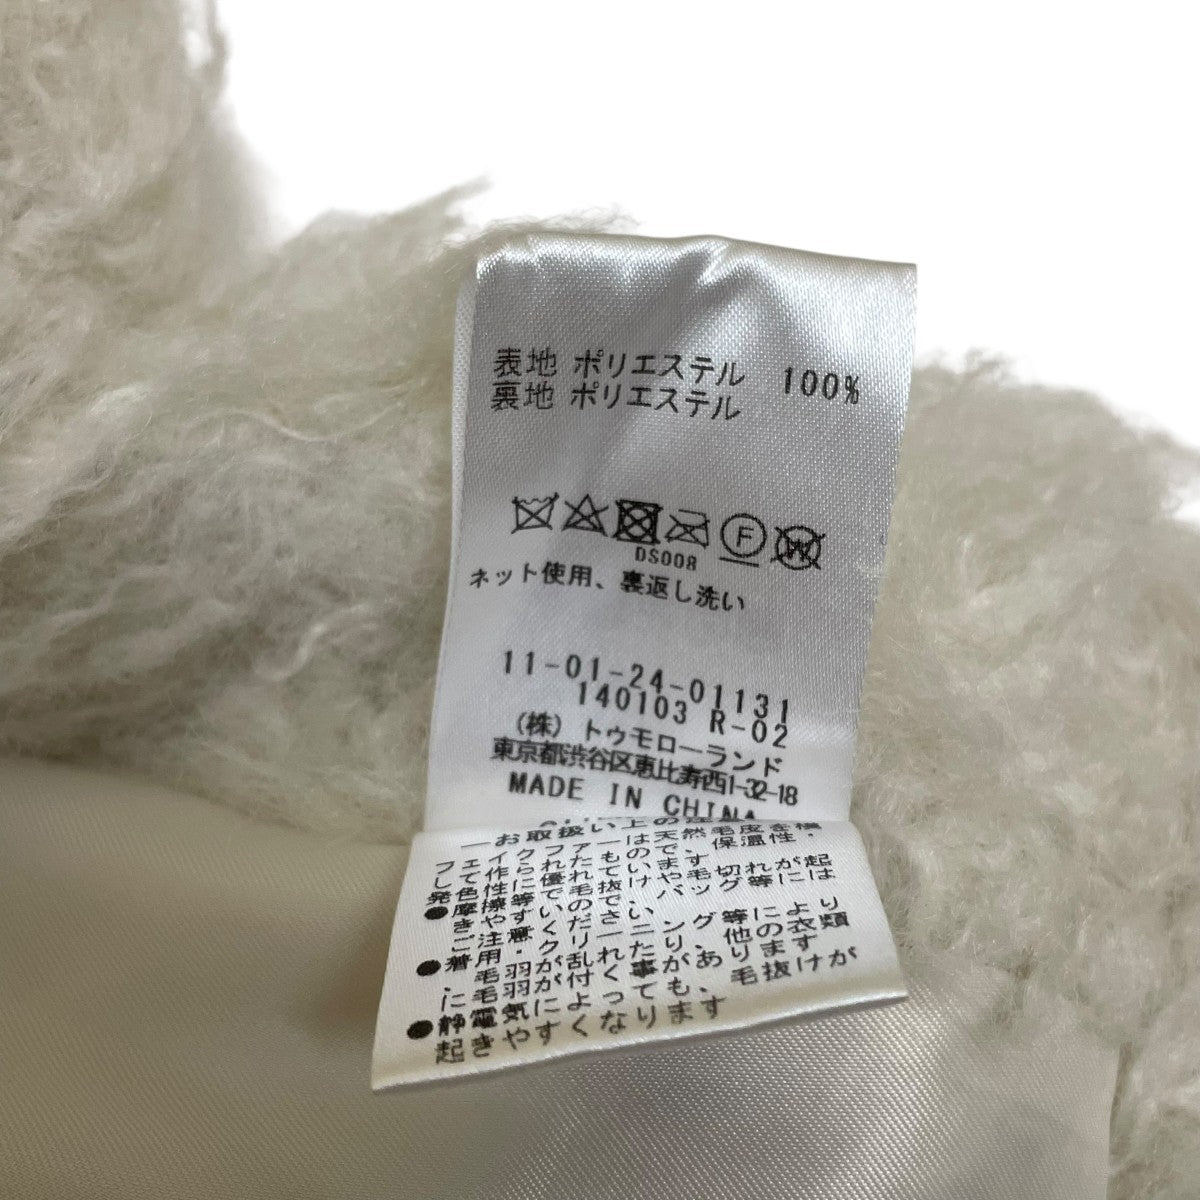 表地 ポリエステル 100%
裏地 ポリエステル
F W
DS008
ネット使用、裏返し洗い
11-01-24-01131
140103 R-02
(株)トゥモローランド
東京都渋谷区恵比寿西1-32-18
MADE IN CHINA
―お取扱い上の
フェイクファーは天然毛皮を模
して作られたもので、保温性・
発色性に優れています
●摩擦等で毛抜けや毛切れが起
きやすいので、バッグ等には
ご注意ください
●着用・クリーニング等により
毛羽が乱れたり、他の衣類
に毛羽が付く事があります
●静電気によっても、毛抜けが
起きやすくなります